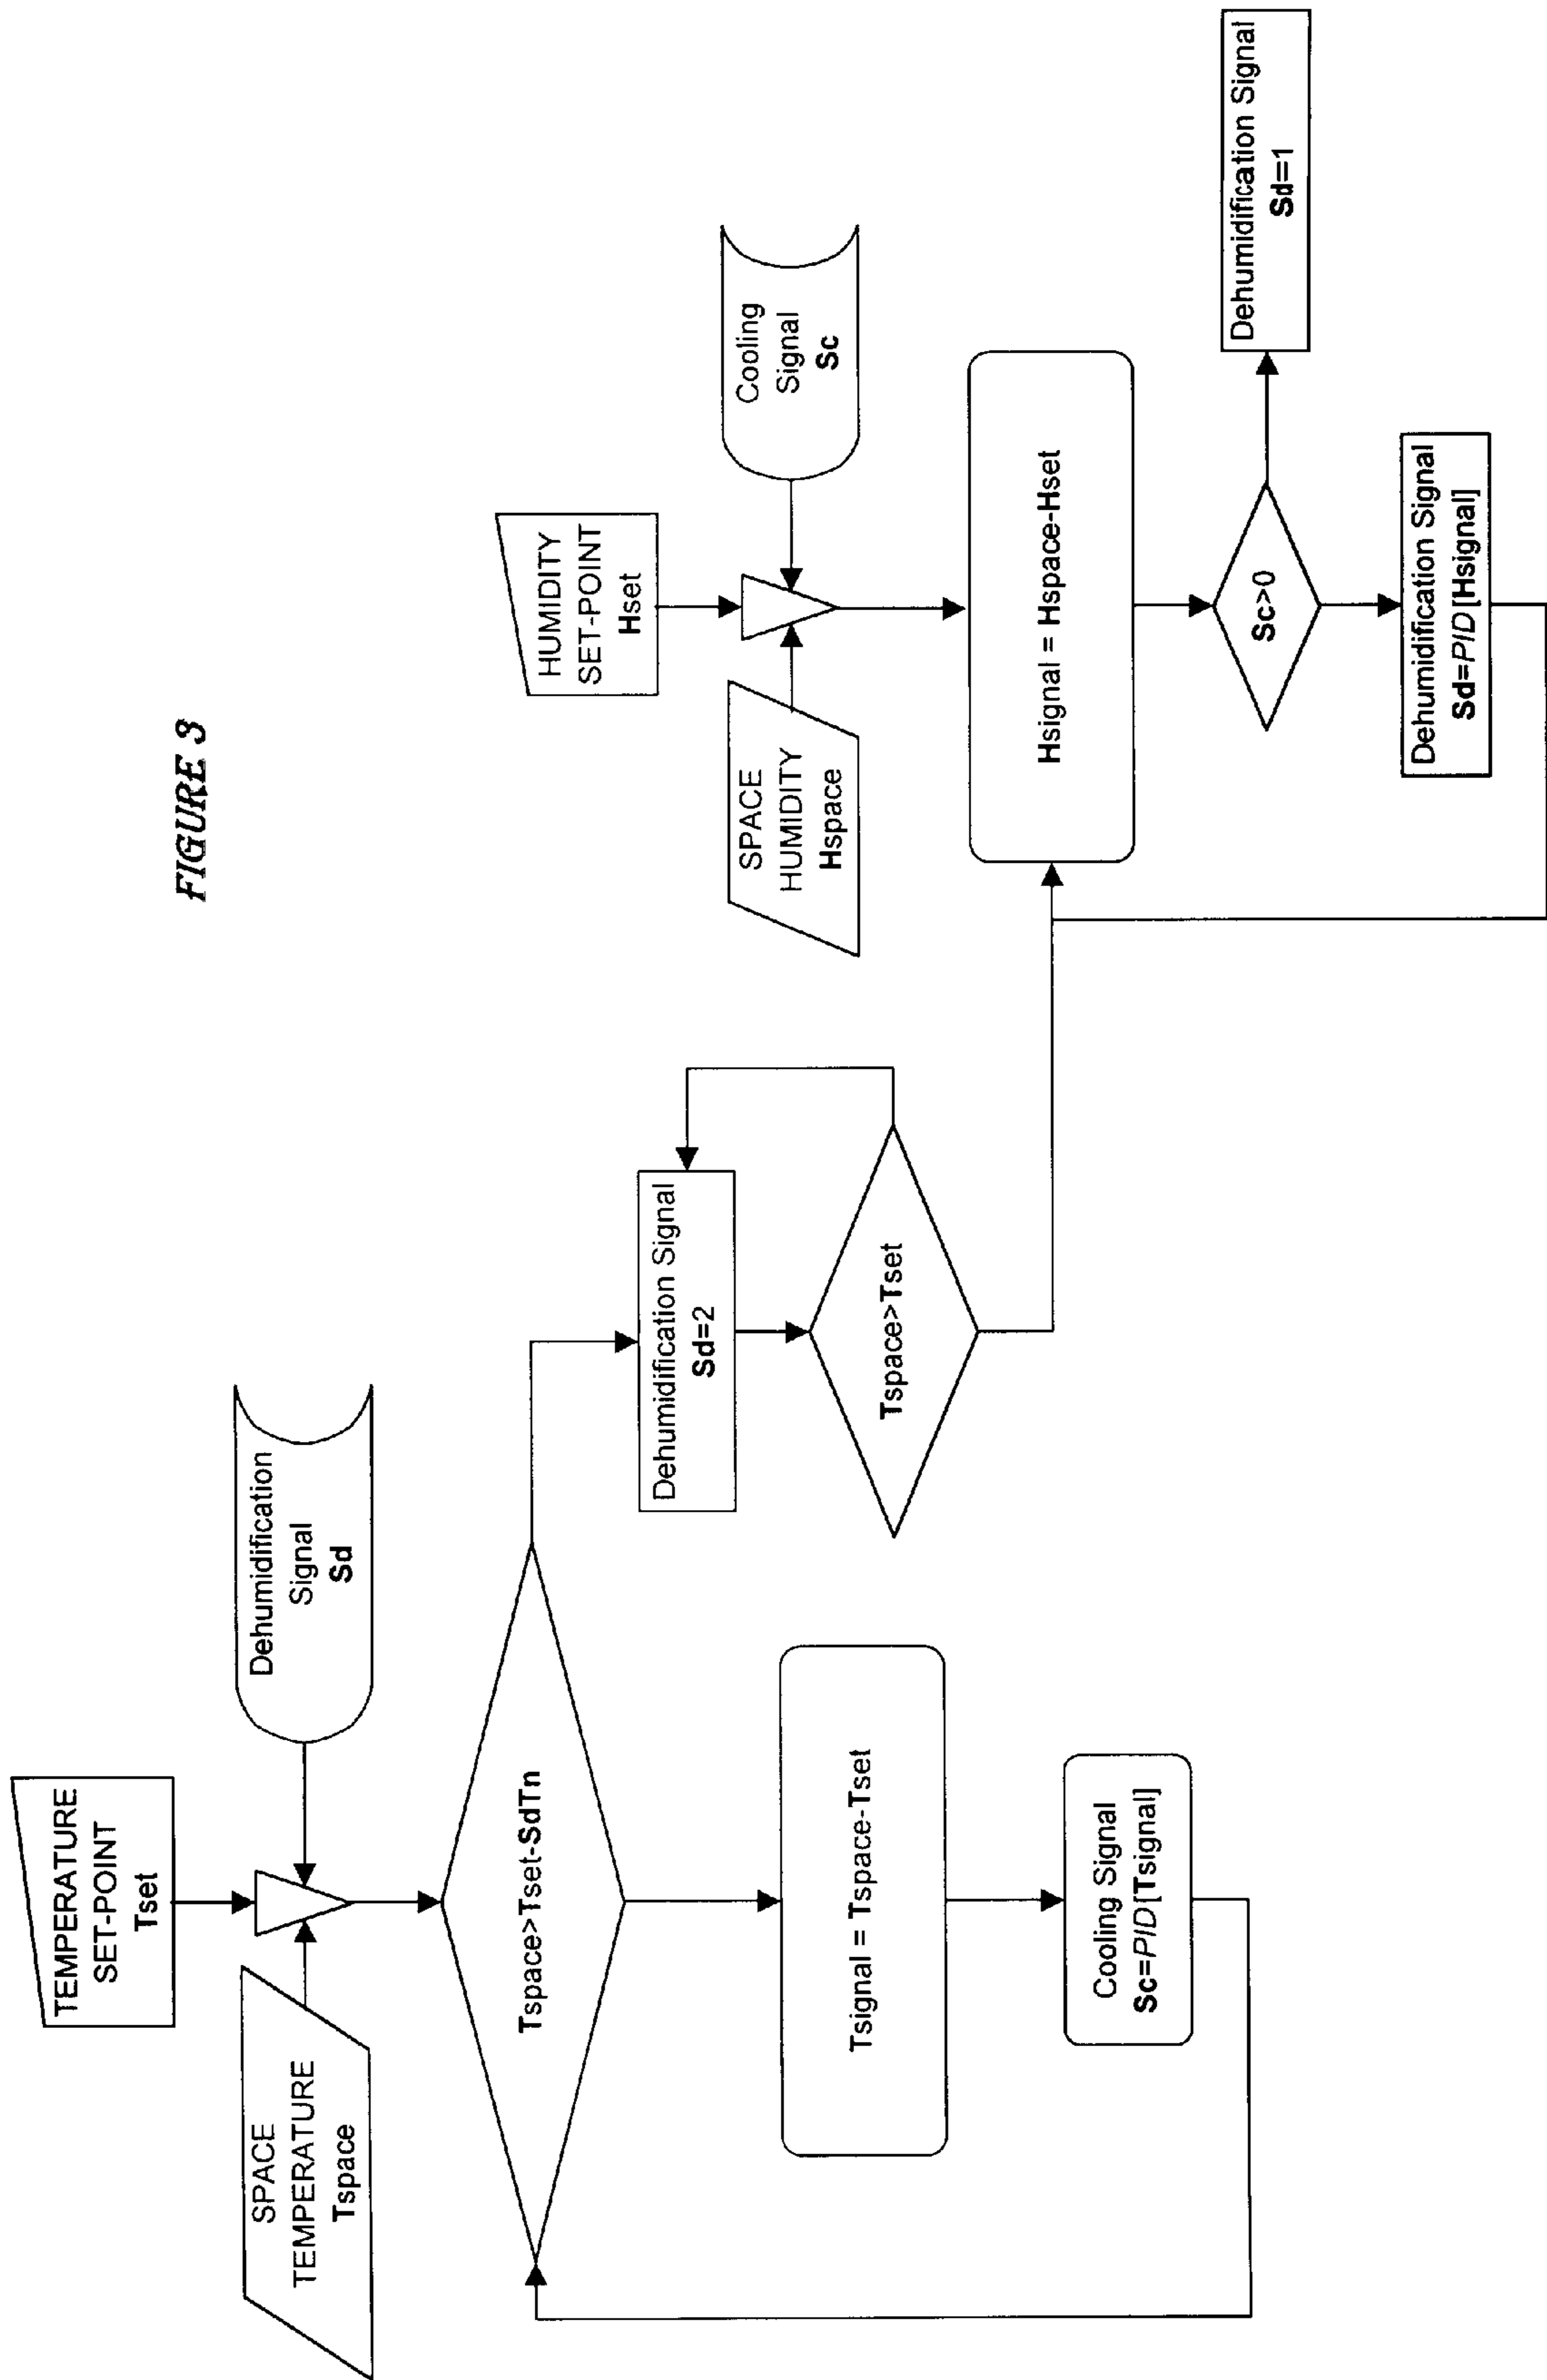 FIGURE 3
TEMPERATURE
SET-POINT
Tset
SPACE
TEMPERATURE
Tspace
Dehumidification
Signal
Sd
Tspace>Tset-SdTn
Tsignal = Tspace-Tset
Cooling Signal
Sc=PID[Tsignal]
Dehumidification Signal
Sd=2
Tspace>Tset
HUMIDITY
SET-POINT
Hset
SPACE
HUMIDITY
Hspace
Cooling
Signal
Sc
Hsignal = Hspace-Hset
Sc>0
Dehumidification Signal
Sd=1
Dehumidification Signal
Sd=PID[Hsignal]